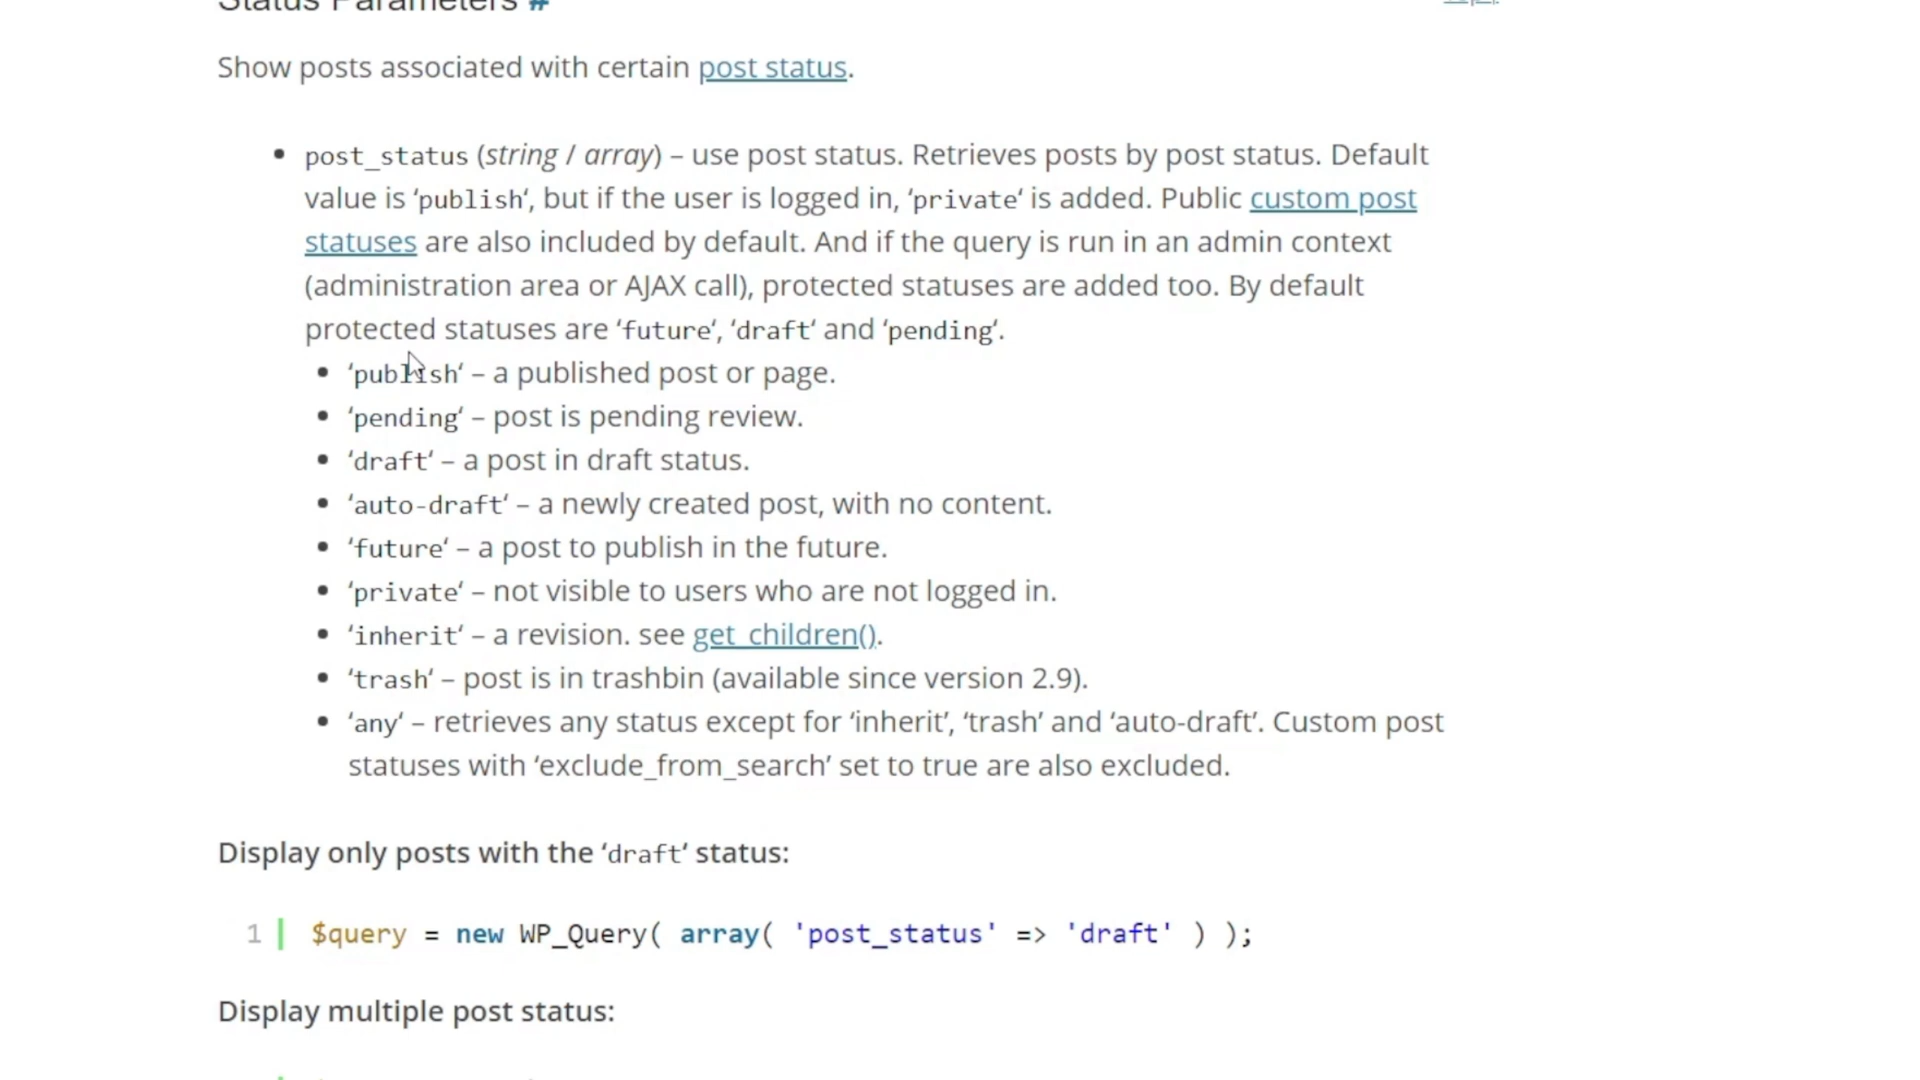 Status Parameters #
Show posts associated with certain post status.
• post_status (string / array) – use post status. Retrieves posts by post status. Default
value is ‘publish‘, but if the user is logged in, ‘private‘ is added. Public custom post
statuses are also included by default. And if the query is run in an admin context
(administration area or AJAX call), protected statuses are added too. By default
protected statuses are ‘future‘, ‘draft‘ and ‘pending‘.
• ‘publish‘ – a published post or page.
• ‘pending‘ – post is pending review.
• ‘draft‘ – a post in draft status.
• ‘auto-draft‘ – a newly created post, with no content.
• ‘future‘ – a post to publish in the future.
• ‘private‘ – not visible to users who are not logged in.
• ‘inherit‘ – a revision. see get_children().
• ‘trash‘ – post is in trashbin (available since version 2.9).
• ‘any‘ – retrieves any status except for ‘inherit’, ‘trash’ and ‘auto-draft’. Custom post
statuses with ‘exclude_from_search’ set to true are also excluded.
Display only posts with the ‘draft‘ status:
1 $query = new WP_Query( array( 'post_status' => 'draft' ) );
Display multiple post status: